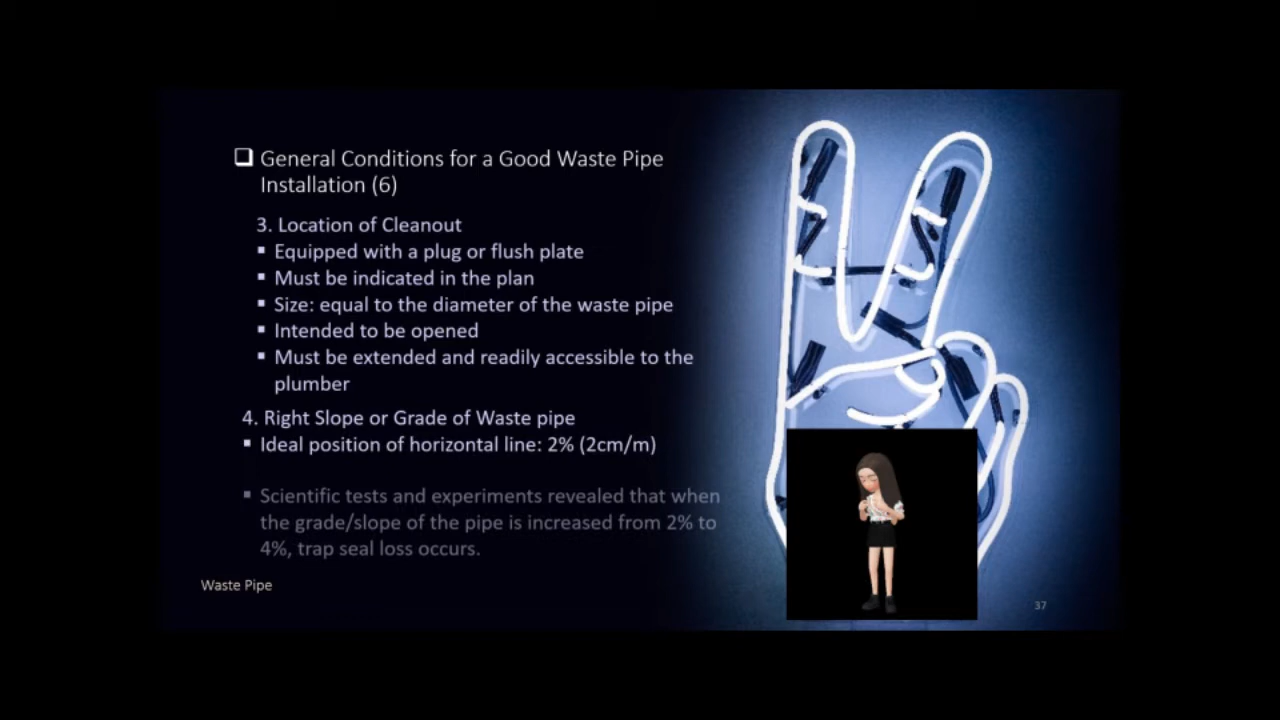 ❑ General Conditions for a Good Waste Pipe
Installation (6)
3. Location of Cleanout
▪ Equipped with a plug or flush plate
▪ Must be indicated in the plan
▪ Size: equal to the diameter of the waste pipe
▪ Intended to be opened
▪ Must be extended and readily accessible to the
plumber
4. Right Slope or Grade of Waste pipe
▪ Ideal position of horizontal line: 2% (2cm/m)
▪ Scientific tests and experiments revealed that when
the grade/slope of the pipe is increased from 2% to
4%, trap seal loss occurs.
Waste Pipe
37